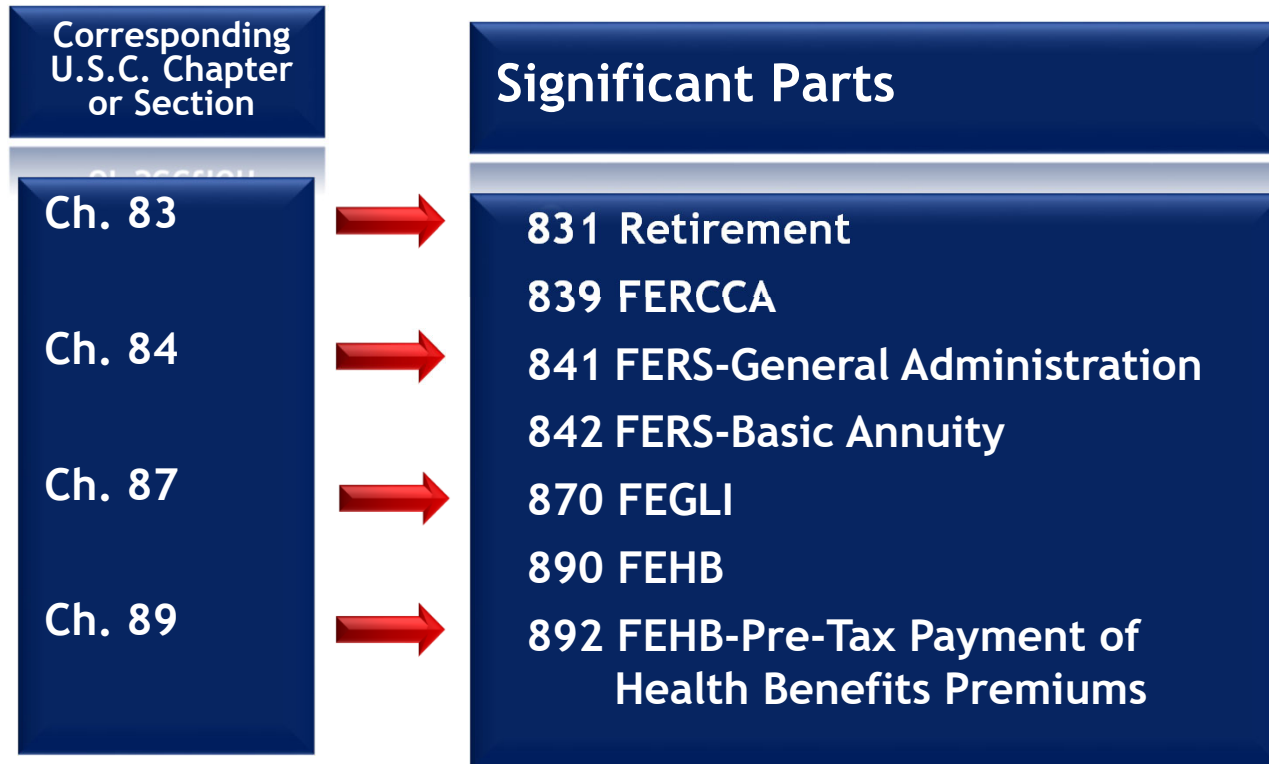 Corresponding
U.S.C. Chapter
or Section
Significant Parts
Ch. 83
Ch. 84
Ch. 87
Ch. 89
831 Retirement
839 FERCCA
841 FERS-General Administration
842 FERS-Basic Annuity
870 FEGLI
890 FEHB
892 FEHB-Pre-Tax Payment of
Health Benefits Premiums